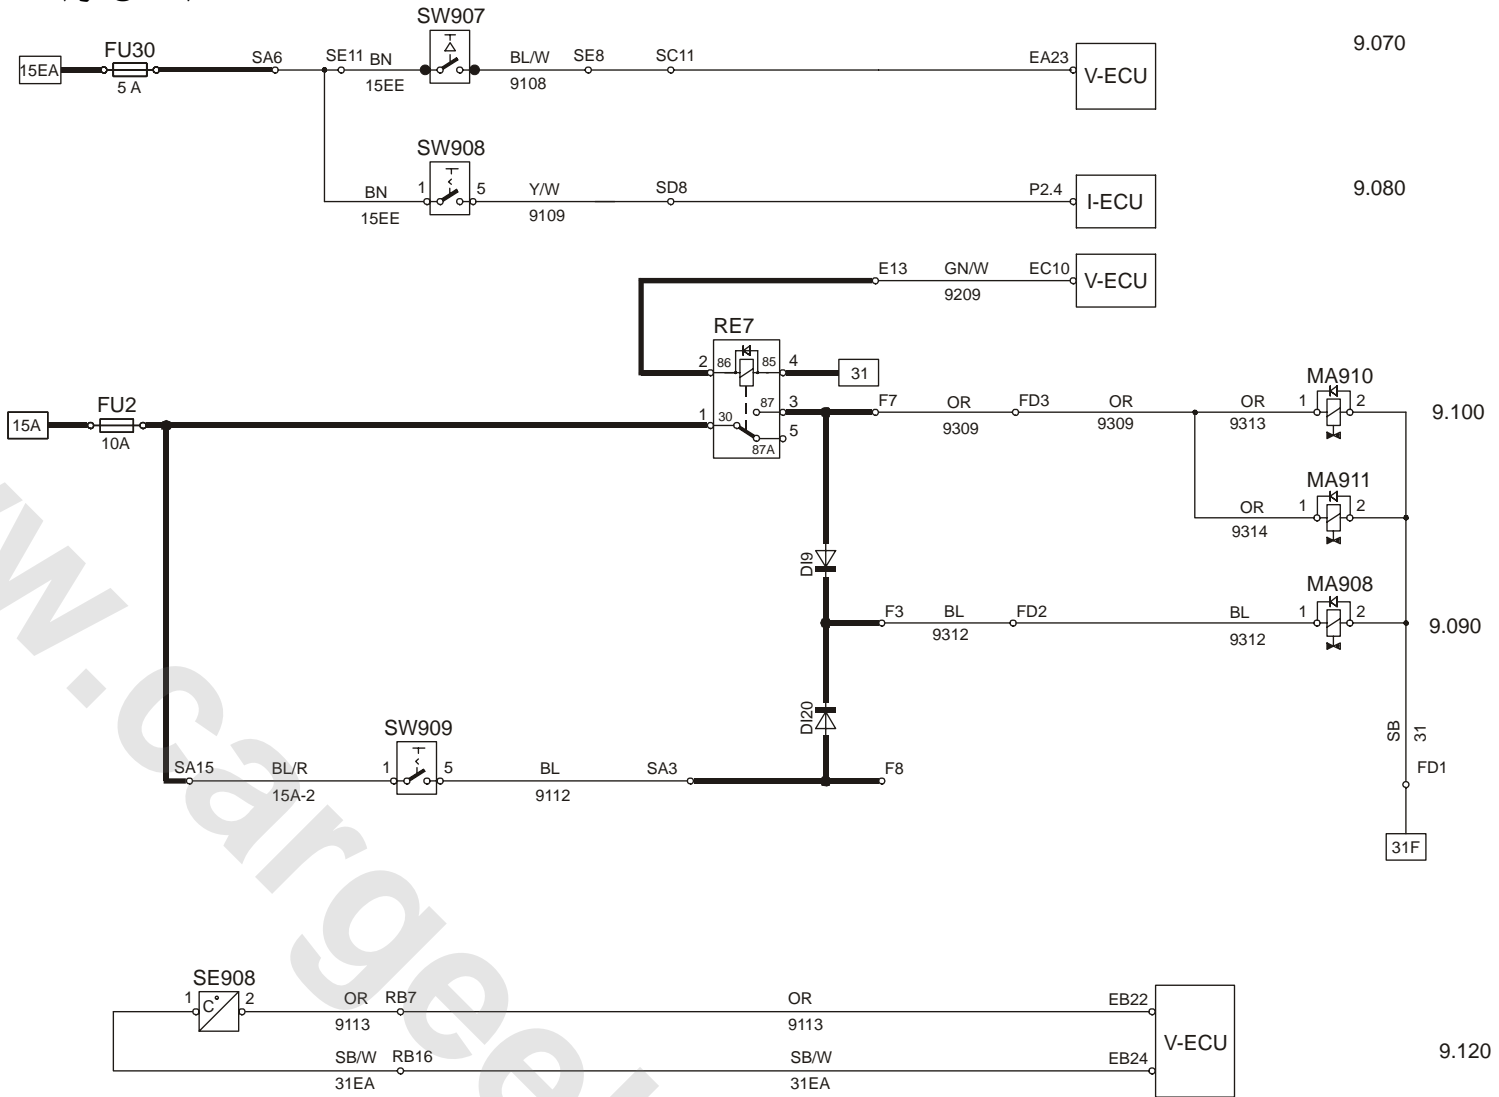 SW907
FU30
SA6
SE11
BN
BL/W
SE8
SC11
EA23
9.070
15EA
V-ECU
5 A
15EE
9108
SW908
BN
1
5
Y/W
SD8
P2.4
9.080
15EE
9109
I-ECU
E13
GN/W
EC10
V-ECU
9209
RE7
2
86
85
4
31
MA910
FU2
1
30
87
3
F7
OR
FD3
OR
OR
1
2
9.100
15A
10A
87A
5
9309
9309
9313
MA911
OR
1
2
9314
DI9
MA908
F3
BL
FD2
BL
1
2
9.090
9312
9312
DI20
SB
31
SW909
SA15
BL/R
1
5
BL
SA3
F8
FD1
15A-2
9112
31F
www.cargee
SE908
1
C°
2
OR
RB7
OR
EB22
9113
9113
V-ECU
9.120
SB/W
RB16
SB/W
EB24
31EA
31EA